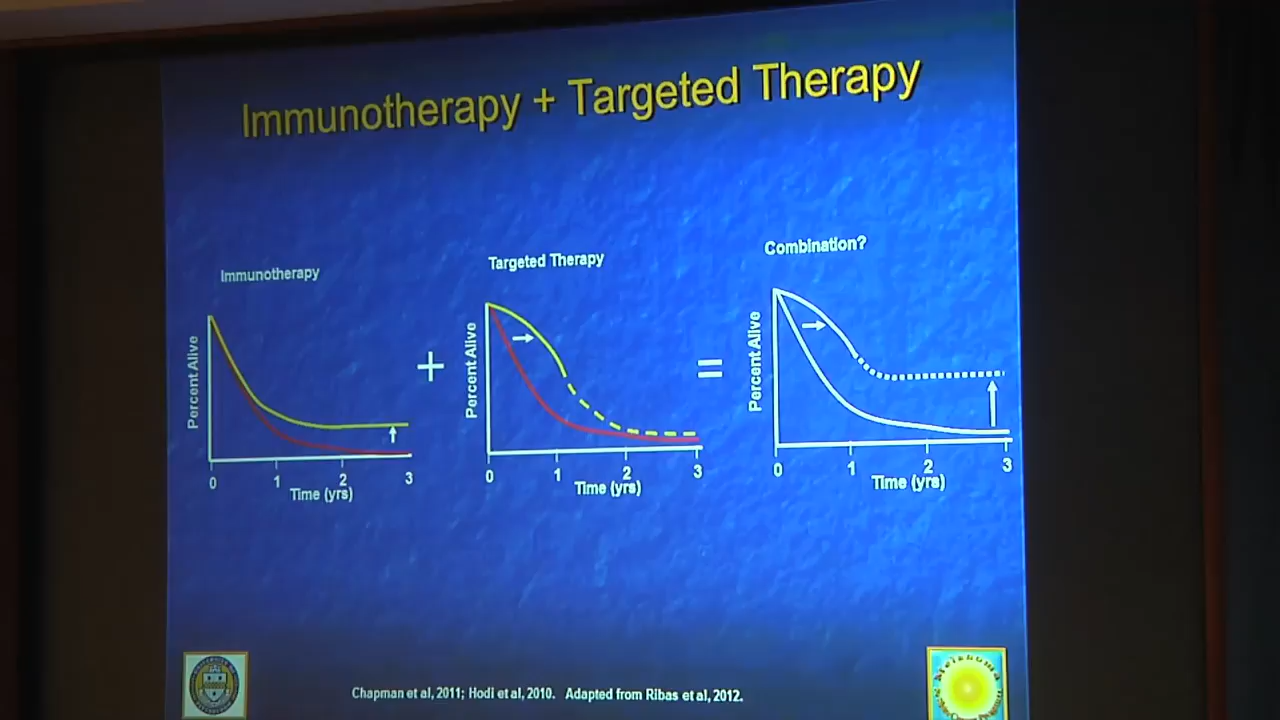 Immunotherapy + Targeted Therapy
Immunotherapy
Targeted Therapy
Combination?
Percent Alive
+
Percent Alive
=
Percent Alive
0 1 2 3
Time (yrs)
0 1 2 3
Time (yrs)
0 1 2 3
Time (yrs)
Chapman et al, 2011; Hodi et al, 2010. Adapted from Ribas et al, 2012.
Melanoma